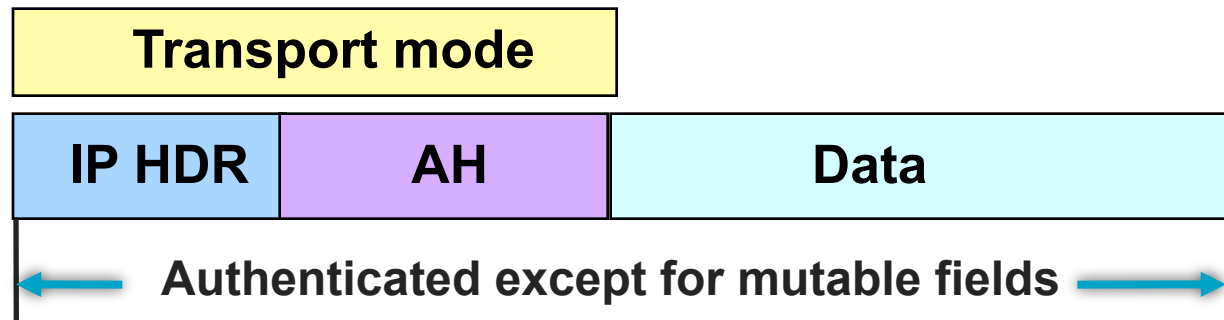 Transport mode
IP HDR AH Data
Authenticated except for mutable fields